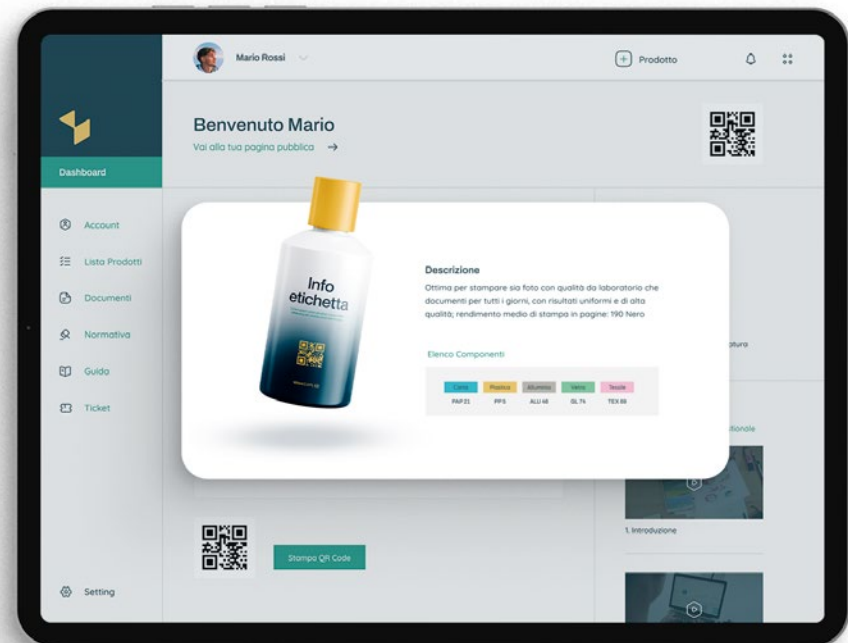 Mario Rossi
Prodotto
Benvenuto Mario
Vai alla tua pagina pubblica
Dashboard
Account
Lista Prodotti
Documenti
Normativa
Guida
Ticket
Setting
Info
etichetta
Descrizione
Ottima per stampare sia foto con qualità da laboratorio che
documenti per tutti i giorni, con risultati uniformi e di alta
qualità; rendimento medio di stampa in pagine: 190 Nero
Elenco Componenti
Carta Plastica Alluminio Vetro Tessile
PAP 21 PP 5 ALU 41 GL 74 TEX 60
Stampa QR Code
1. Introduzione